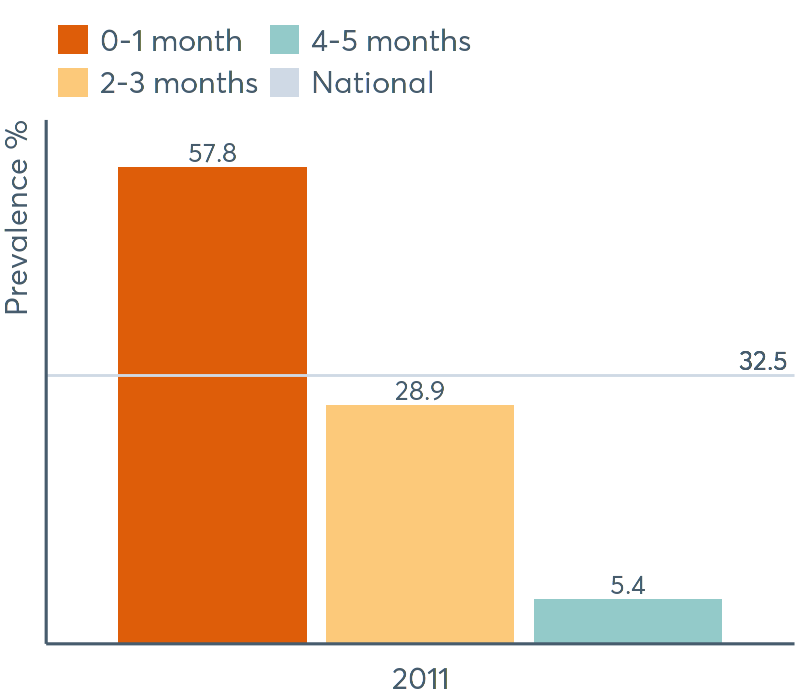 0-1 month
4-5 months
2-3 months
National
Prevalence %
57.8
32.5
28.9
5.4
2011